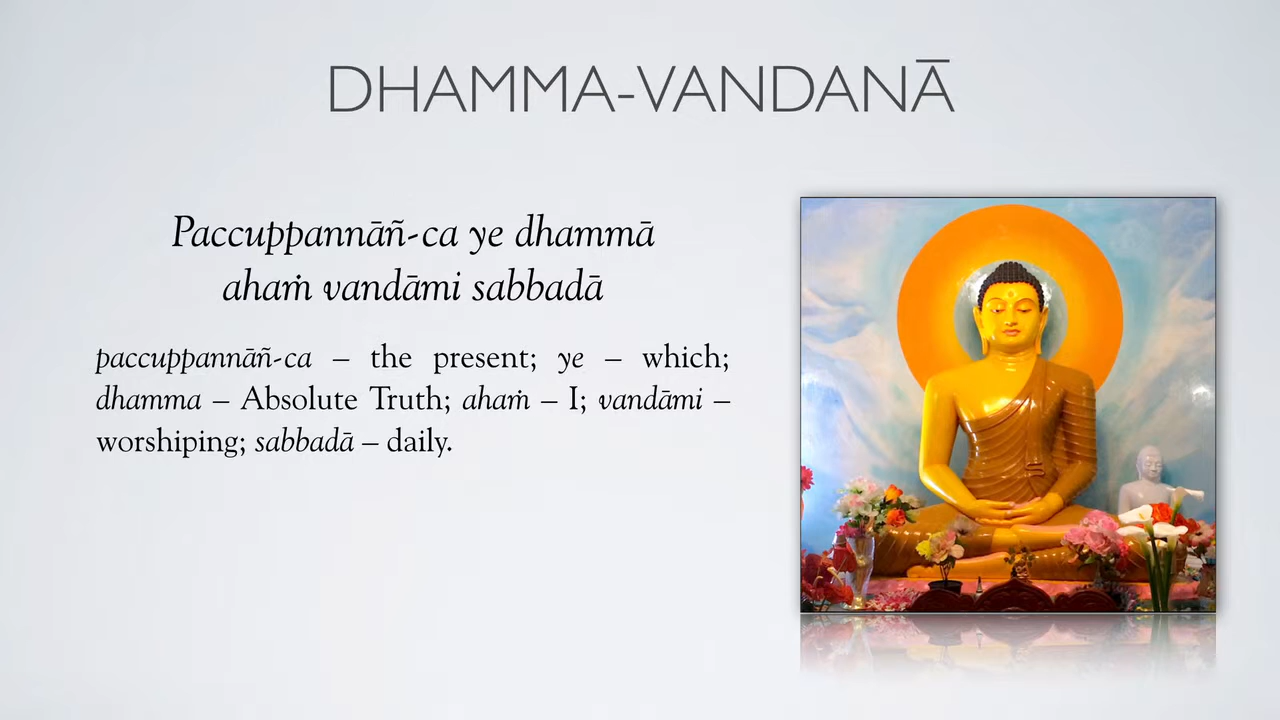 DHAMMA-VANDANĀ
Paccuppannāñ-ca ye dhammā
ahaṁ vandāmi sabbadā
paccuppannāñ-ca – the present; ye – which;
dhamma – Absolute Truth; ahaṁ – I; vandāmi –
worshiping; sabbadā – daily.